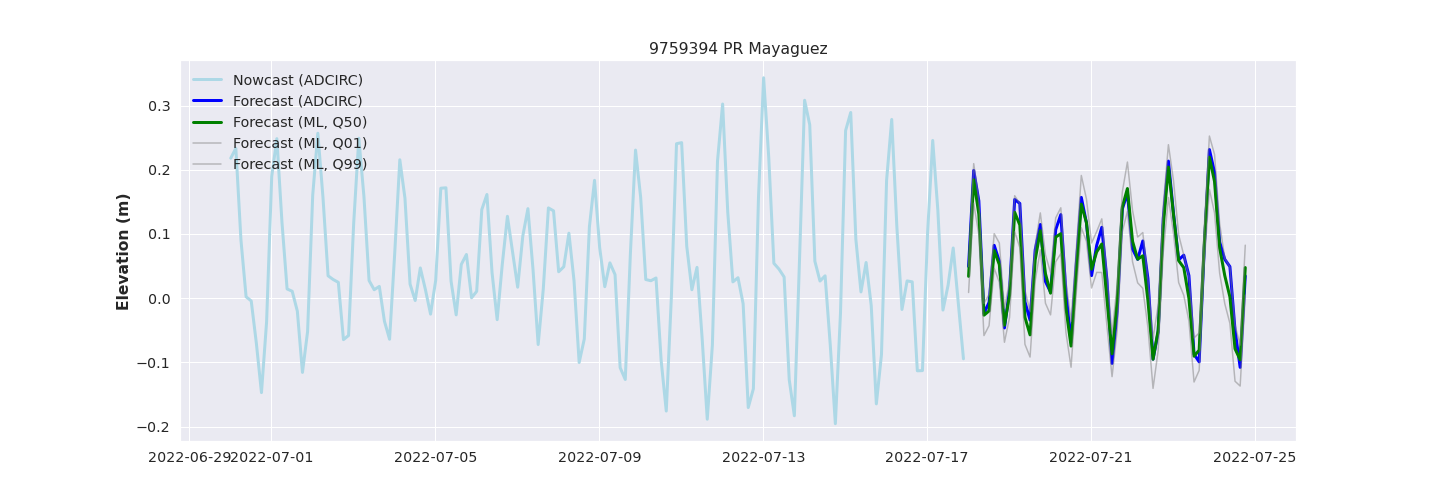 9759394 PR Mayaguez
Nowcast (ADCIRC)
Forecast (ADCIRC)
Forecast (ML, Q50)
Forecast (ML, Q01)
Forecast (ML, Q99)
Elevation (m)
0.3
0.2
0.1
0.0
−0.1
−0.2
2022-06-29 2022-07-01 2022-07-05 2022-07-09 2022-07-13 2022-07-17 2022-07-21 2022-07-25